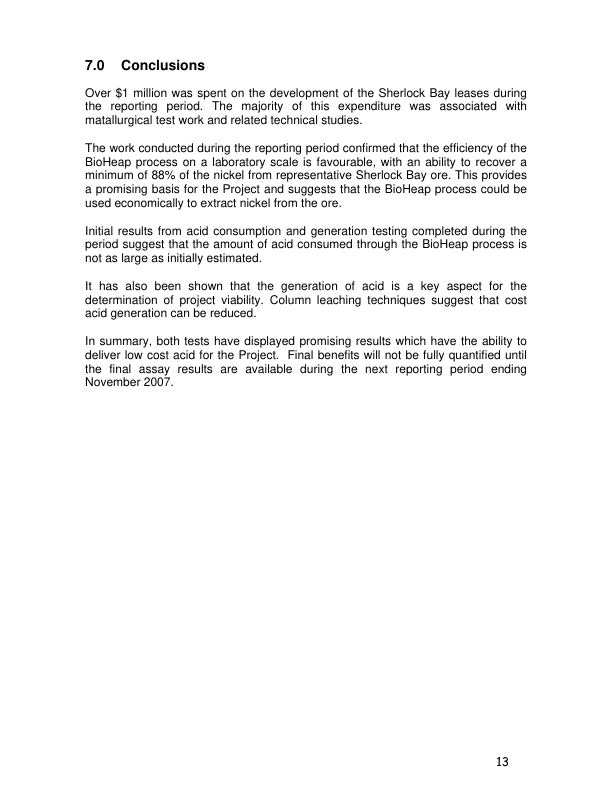 7.0 Conclusions
Over $1 million was spent on the development of the Sherlock Bay leases during
the reporting period. The majority of this expenditure was associated with
matallurgical test work and related technical studies.
The work conducted during the reporting period confirmed that the efficiency of the
BioHeap process on a laboratory scale is favourable, with an ability to recover a
minimum of 88% of the nickel from representative Sherlock Bay ore. This provides
a promising basis for the Project and suggests that the BioHeap process could be
used economically to extract nickel from the ore.
Initial results from acid consumption and generation testing completed during the
period suggest that the amount of acid consumed through the BioHeap process is
not as large as initially estimated.
It has also been shown that the generation of acid is a key aspect for the
determination of project viability. Column leaching techniques suggest that cost
acid generation can be reduced.
In summary, both tests have displayed promising results which have the ability to
deliver low cost acid for the Project. Final benefits will not be fully quantified until
the final assay results are available during the next reporting period ending
November 2007.
13